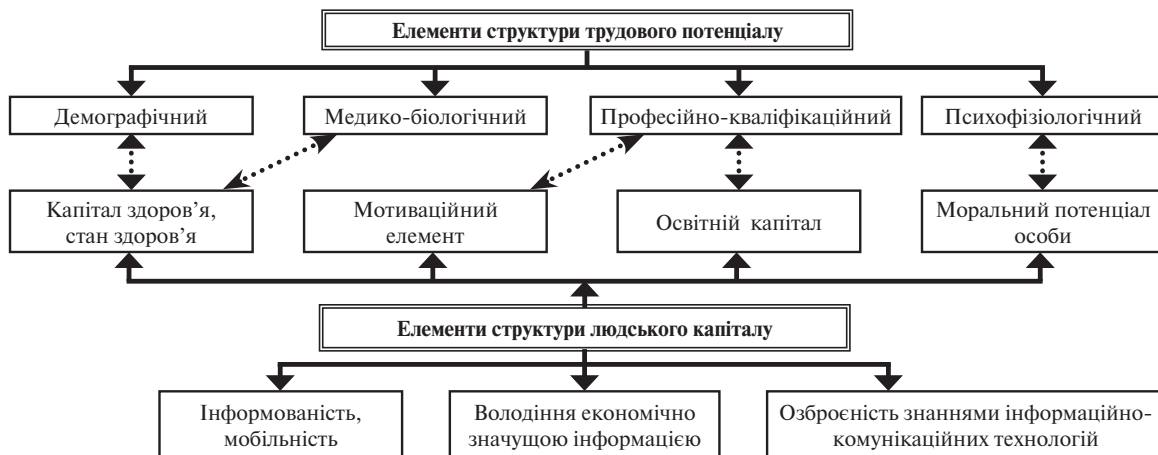 Елементи структури трудового потенціалу
Демографічний
Медико-біологічний
Професійно-кваліфікаційний
Психофізіологічний
Капітал здоров’я,
стан здоров’я
Мотиваційний
елемент
Освітній капітал
Моральний потенціал
особи
Елементи структури людського капіталу
Інформованість,
мобільність
Володіння економічно
значущою інформацією
Озброєність знаннями інформаційно-
комунікаційних технологій